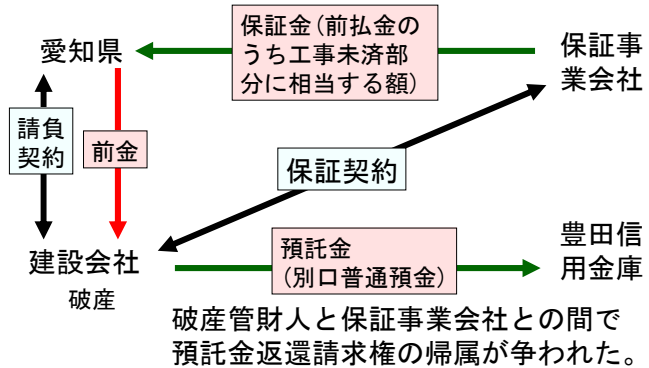 愛知県
保証金(前払金の
うち工事未済部
分に相当する額)
保証事
業会社
請負
契約
前金
保証契約
建設会社
破産
預託金
(別口普通預金)
豊田信
用金庫
破産管財人と保証事業会社との間で
預託金返還請求権の帰属が争われた。